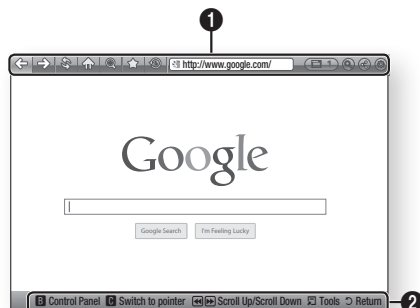 1
http://www.google.com/
1
Google
Google Search I'm Feeling Lucky
B Control Panel C Switch to pointer Scroll Up/Scroll Down Tools Return
2